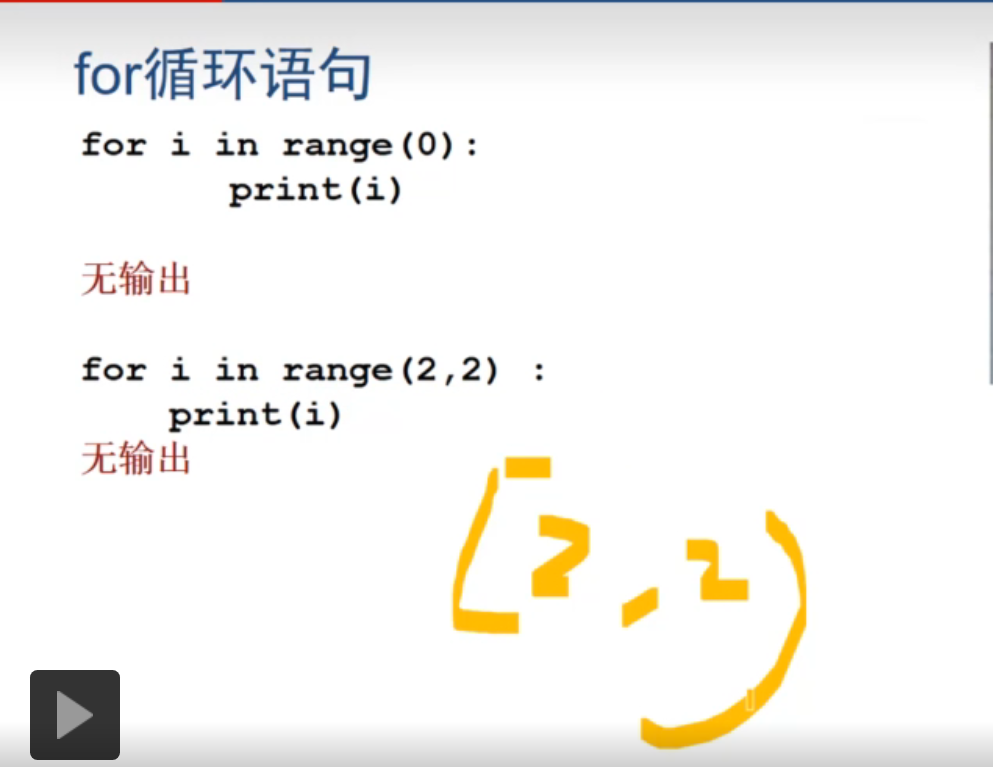 for循环语句
for i in range(0):
print(i)
无输出
for i in range(2,2) :
print(i)
无输出
[2,2)